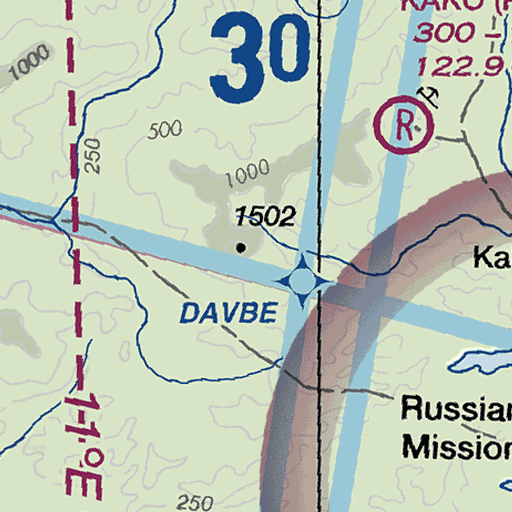 KAKO
300 –
122.9
30
1000
R
500
250
1000
1502
Ka
DAVBE
Russian
Mission
11°E
250